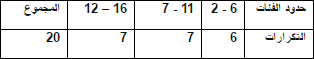 حدود الفئات 2 - 6 7 - 11 12 – 16 المجموع
التكرارات 6 7 7 20